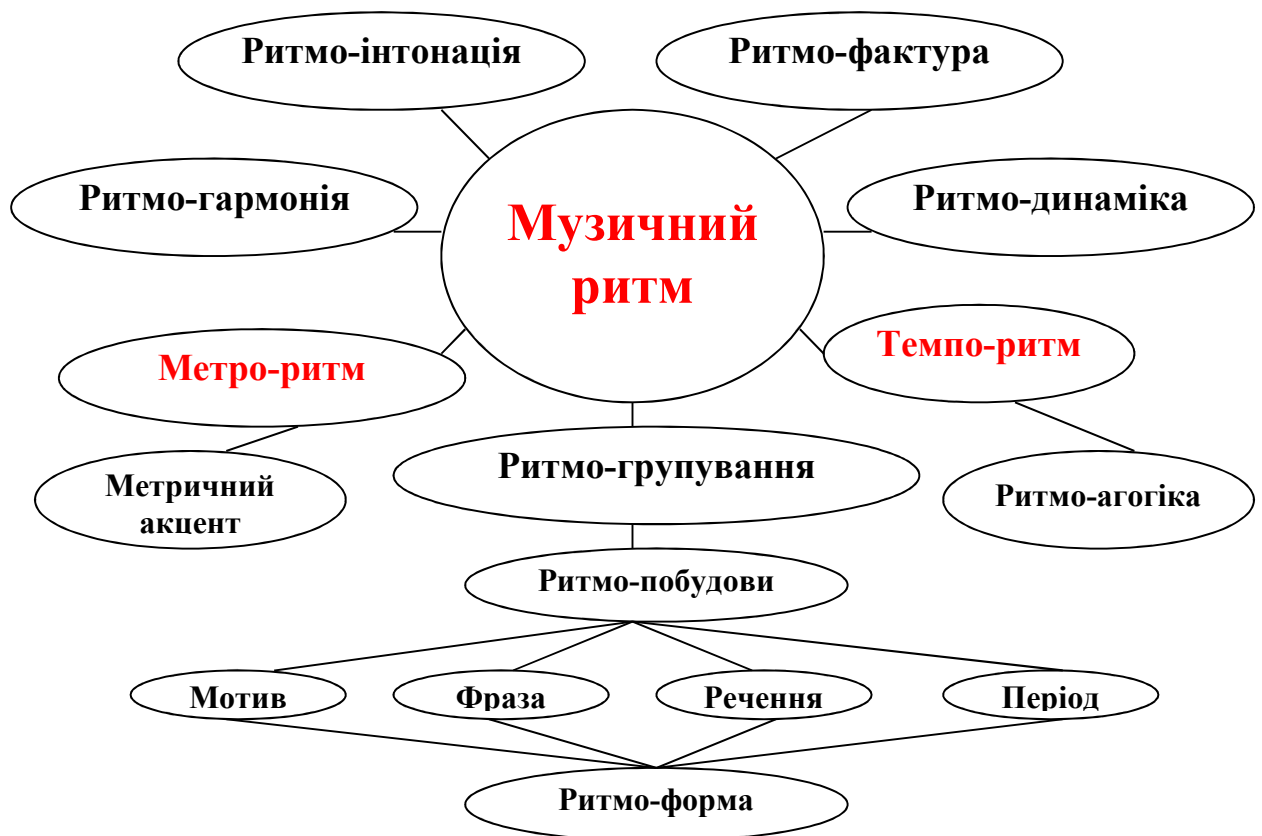 Ритмо-інтонація
Ритмо-фактура
Ритмо-гармонія
Музичний
ритм
Ритмо-динаміка
Метро-ритм
Темпо-ритм
Метричний
акцент
Ритмо-групування
Ритмо-агогіка
Ритмо-побудови
Мотив
Фраза
Речення
Період
Ритмо-форма